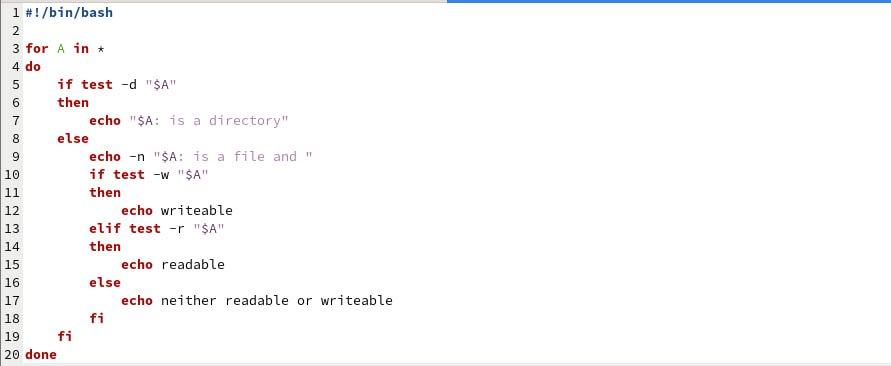 1 #!/bin/bash
2
3 for A in *
4 do
5     if test -d "$A"
6     then
7         echo "$A: is a directory"
8     else
9         echo -n "$A: is a file and "
10         if test -w "$A"
11         then
12             echo writeable
13         elif test -r "$A"
14         then
15             echo readable
16         else
17             echo neither readable or writeable
18         fi
19     fi
20 done